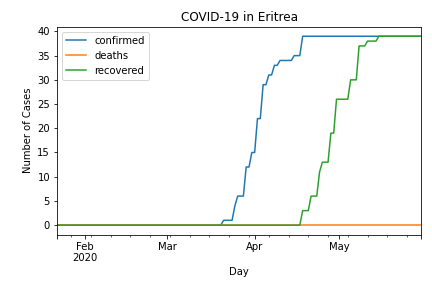 COVID-19 in Eritrea
40
35
30
25
20
15
10
5
0
Number of Cases
confirmed
deaths
recovered
Feb
2020
Mar
Apr
May
Day